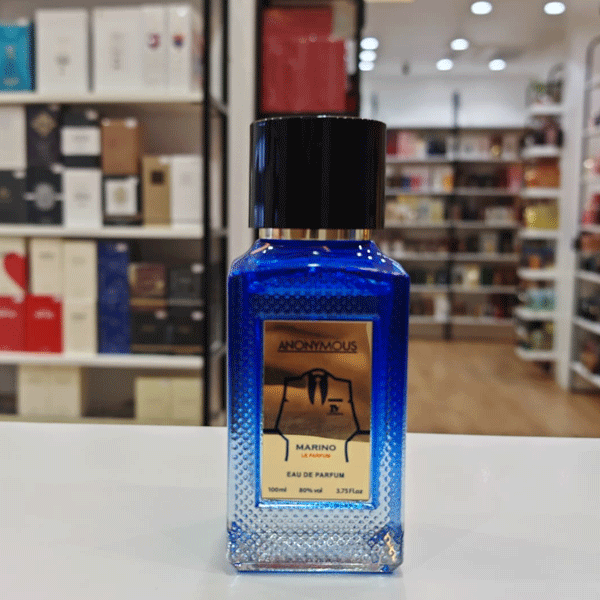 ANONYMOUS
MARINO
LE PARFUM
EAU DE PARFUM
100ml 80% vol 3.75 Fl.oz